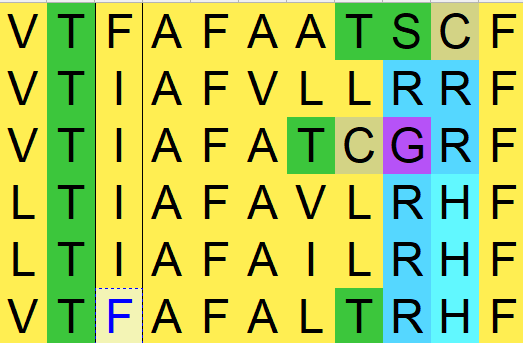 V T F A F A A T S C F
V T I A F V L L R R F
V T I A F A T C G R F
L T I A F A V L R H F
L T I A F A I L R H F
V T F A F A L T R H F